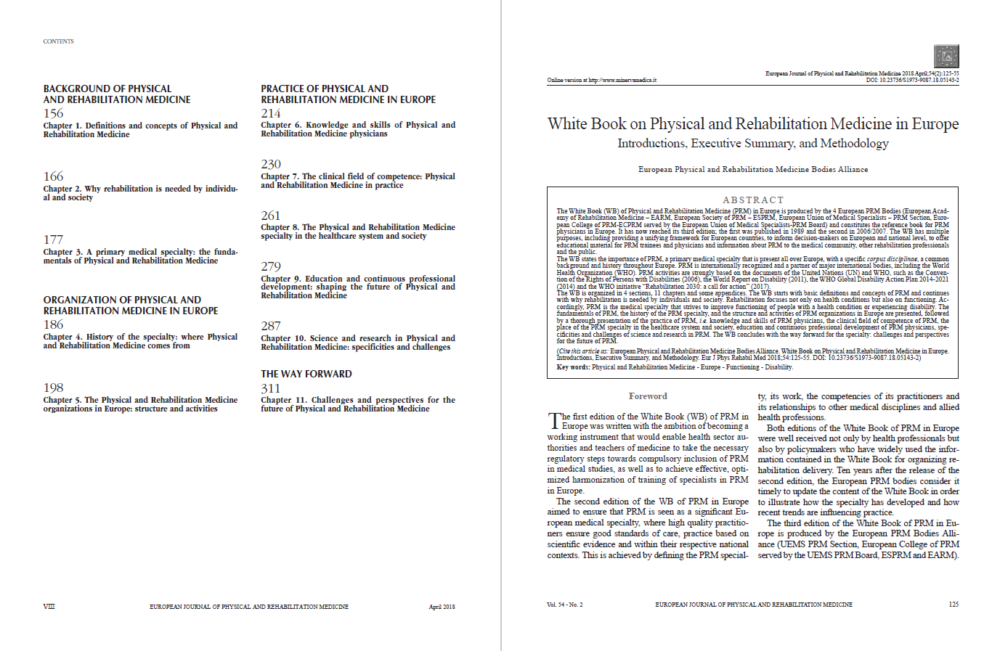 CONTENTS
BACKGROUND OF PHYSICAL
AND REHABILITATION MEDICINE
156
Chapter 1. Definitions and concepts of Physical and
Rehabilitation Medicine
166
Chapter 2. Why rehabilitation is needed by individu-
al and society
177
Chapter 3. A primary medical specialty: the funda-
mentals of Physical and Rehabilitation Medicine
ORGANIZATION OF PHYSICAL AND
REHABILITATION MEDICINE IN EUROPE
186
Chapter 4. History of the specialty: where Physical
and Rehabilitation Medicine comes from
198
Chapter 5. The Physical and Rehabilitation Medicine
organizations in Europe: structure and activities
PRACTICE OF PHYSICAL AND
REHABILITATION MEDICINE IN EUROPE
214
Chapter 6. Knowledge and skills of Physical and
Rehabilitation Medicine physicians
230
Chapter 7. The clinical field of competence: Physical
and Rehabilitation Medicine in practice
261
Chapter 8. The Physical and Rehabilitation Medicine
specialty in the healthcare system and society
279
Chapter 9. Education and continuous professional
development: shaping the future of Physical and
Rehabilitation Medicine
287
Chapter 10. Science and research in Physical and
Rehabilitation Medicine: specificities and challenges
THE WAY FORWARD
311
Chapter 11. Challenges and perspectives for the
future of Physical and Rehabilitation Medicine
VIII EUROPEAN JOURNAL OF PHYSICAL AND REHABILITATION MEDICINE April 2018
European Journal of Physical and Rehabilitation Medicine 2018 April;54(2):125-55
Online version at http://www.minervamedica.it DOI: 10.23736/S1973-9087.18.05143-2
White Book on Physical and Rehabilitation Medicine in Europe
Introductions, Executive Summary, and Methodology
European Physical and Rehabilitation Medicine Bodies Alliance
ABSTRACT
The White Book (WB) of Physical and Rehabilitation Medicine (PRM) in Europe is produced by the 4 European PRM Bodies (European Acad-
emy of Rehabilitation Medicine – EARM, European Society of PRM – ESPRM, European Union of Medical Specialists – PRM Section, Euro-
pean College of PRM-ECPRM served by the European Union of Medical Specialists-PRM Board) and constitutes the reference book for PRM
physicians in Europe. It has now reached its third edition; the first was published in 1989 and the second in 2006/2007. The WB has multiple
purposes, including providing a unifying framework for European countries, to inform decision-makers on European and national level, to offer
educational material for PRM trainees and physicians and information about PRM to the medical community, other rehabilitation professionals
and the public.
The WB states the importance of PRM, a primary medical specialty that is present all over Europe, with a specific corpus disciplinae, a common
background and history throughout Europe. PRM is internationally recognized and a partner of major international bodies, including the World
Health Organization (WHO). PRM activities are strongly based on the documents of the United Nations (UN) and WHO, such as the Conven-
tion of the Rights of Persons with Disabilities (2006), the World Report on Disability (2011), the WHO Global Disability Action Plan 2014-2021
(2014) and the WHO initiative “Rehabilitation 2030: a call for action” (2017).
The WB is organized in 4 sections, 11 chapters and some appendices. The WB starts with basic definitions and concepts of PRM and continues
with why rehabilitation is needed by individuals and society. Rehabilitation focuses not only on health conditions but also on functioning. Ac-
cordingly, PRM is the medical specialty that strives to improve functioning of people with a health condition or experiencing disability. The
fundamentals of PRM, the history of the PRM specialty, and the structure and activities of PRM organizations in Europe are presented, followed
by a thorough presentation of the practice of PRM, i.e. knowledge and skills of PRM physicians, the clinical field of competence of PRM, the
place of the PRM specialty in the healthcare system and society, education and continuous professional development of PRM physicians, spe-
cificities and challenges of science and research in PRM. The WB concludes with the way forward for the specialty: challenges and perspectives
for the future of PRM.
(Cite this article as: European Physical and Rehabilitation Medicine Bodies Alliance. White Book on Physical and Rehabilitation Medicine in Europe.
Introductions, Executive Summary, and Methodology. Eur J Phys Rehabil Med 2018;54:125-55. DOI: 10.23736/S1973-9087.18.05143-2)
Key words: Physical and Rehabilitation Medicine - Europe - Functioning - Disability.
Foreword
The first edition of the White Book (WB) of PRM in
Europe was written with the ambition of becoming a
working instrument that would enable health sector au-
thorities and teachers of medicine to take the necessary
regulatory steps towards compulsory inclusion of PRM
in medical studies, as well as to achieve effective, opti-
mized harmonization of training of specialists in PRM
in Europe.
The second edition of the WB of PRM in Europe
aimed to ensure that PRM is seen as a significant Eu-
ropean medical specialty, where high quality practitio-
ners ensure good standards of care, practice based on
scientific evidence and within their respective national
contexts. This is achieved by defining the PRM special-
ty, its work, the competencies of its practitioners and
its relationships to other medical disciplines and allied
health professions.
Both editions of the White Book of PRM in Europe
were well received not only by health professionals but
also by policymakers who have widely used the infor-
mation contained in the White Book for organizing re-
habilitation delivery. Ten years after the release of the
second edition, the European PRM bodies consider it
timely to update the content of the White Book in order
to illustrate how the specialty has developed and how
recent trends are influencing practice.
The third edition of the White Book of PRM in Eu-
rope is produced by the European PRM Bodies Alli-
ance (UEMS PRM Section, European College of PRM
served by the UEMS PRM Board, ESPRM and EARM).
Vol. 54 - No. 2 EUROPEAN JOURNAL OF PHYSICAL AND REHABILITATION MEDICINE 125